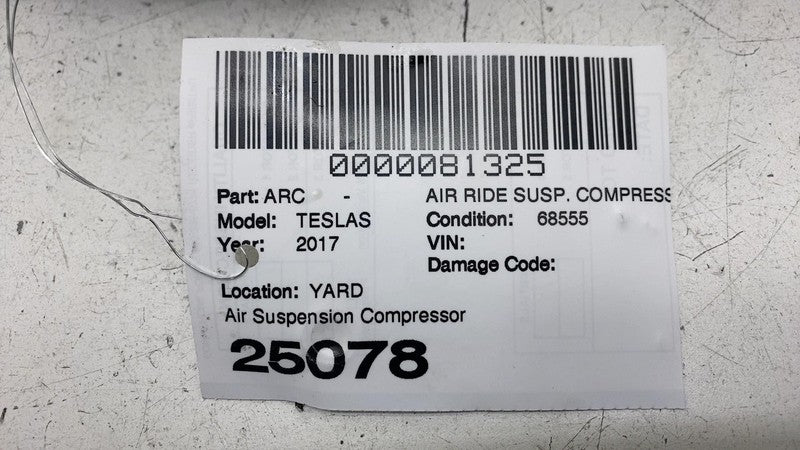 0000081325
Part: ARC - AIR RIDE SUSP. COMPRESS
Model: TESLAS Condition: 68555
Year: 2017 VIN:
Damage Code:
Location: YARD
Air Suspension Compressor
25078